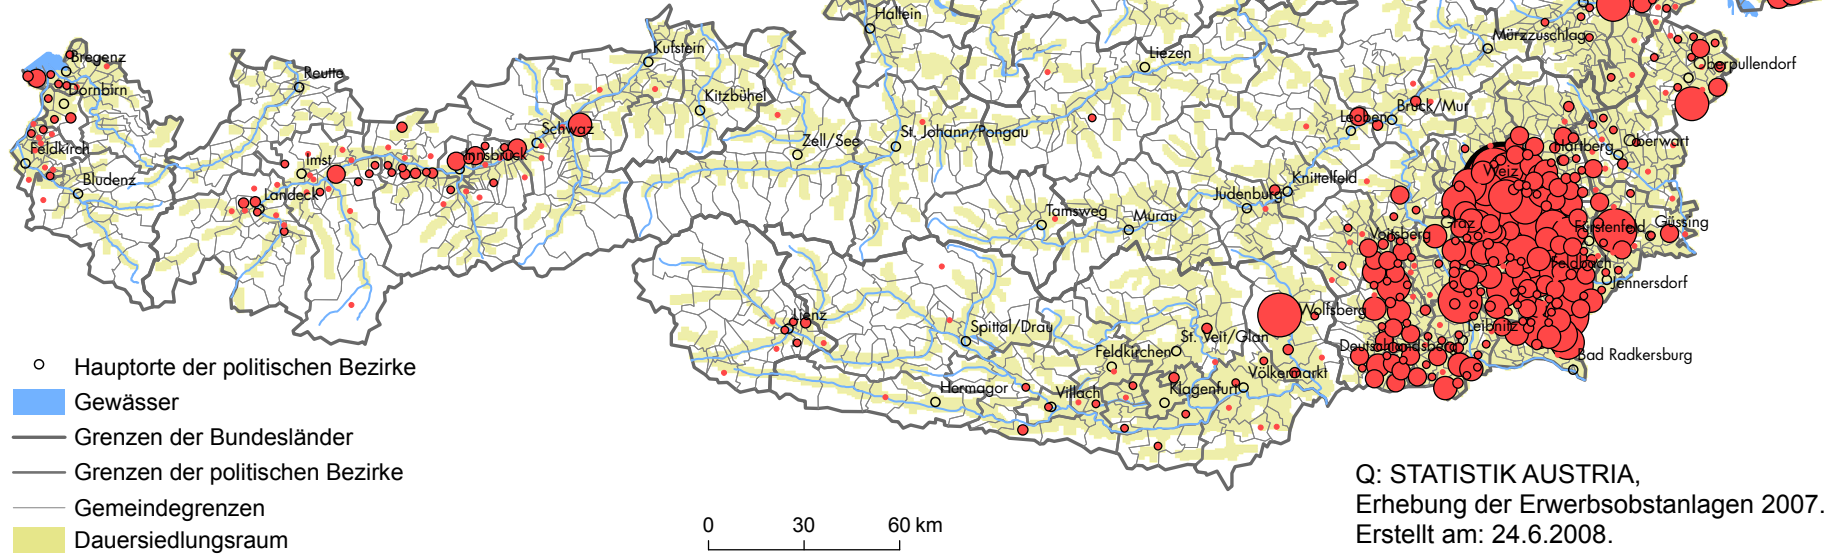 Hallein
Mürzzuschlag
Kufstein
Liezen
Bregenz
Oberpullendorf
Reutte
Dornbirn
Kitzbühel
Bruck/Mur
Leoben
Schwaz
St. Johann/Pongau
Zell/See
Oberwart
Hartberg
Feldkirch
Innsbruck
Imst
Weiz
Bludenz
Knittelfeld
Landeck
Judenburg
Tamsweg
Murau
Güssing
Graz
Fürstenfeld
Voitsberg
Feldbach
Jennersdorf
Wolfsberg
Lienz
Spittal/Drau
Leibnitz
St. Veit/Glan
Deutschlandsberg
Feldkirchen
Bad Radkersburg
Völkermarkt
Hermagor
Villach
Klagenfurt
Hauptorte der politischen Bezirke
Gewässer
Grenzen der Bundesländer
Grenzen der politischen Bezirke
Gemeindegrenzen
Dauersiedlungsraum
0 30 60 km
Q: STATISTIK AUSTRIA,
Erhebung der Erwerbsobstanlagen 2007.
Erstellt am: 24.6.2008.